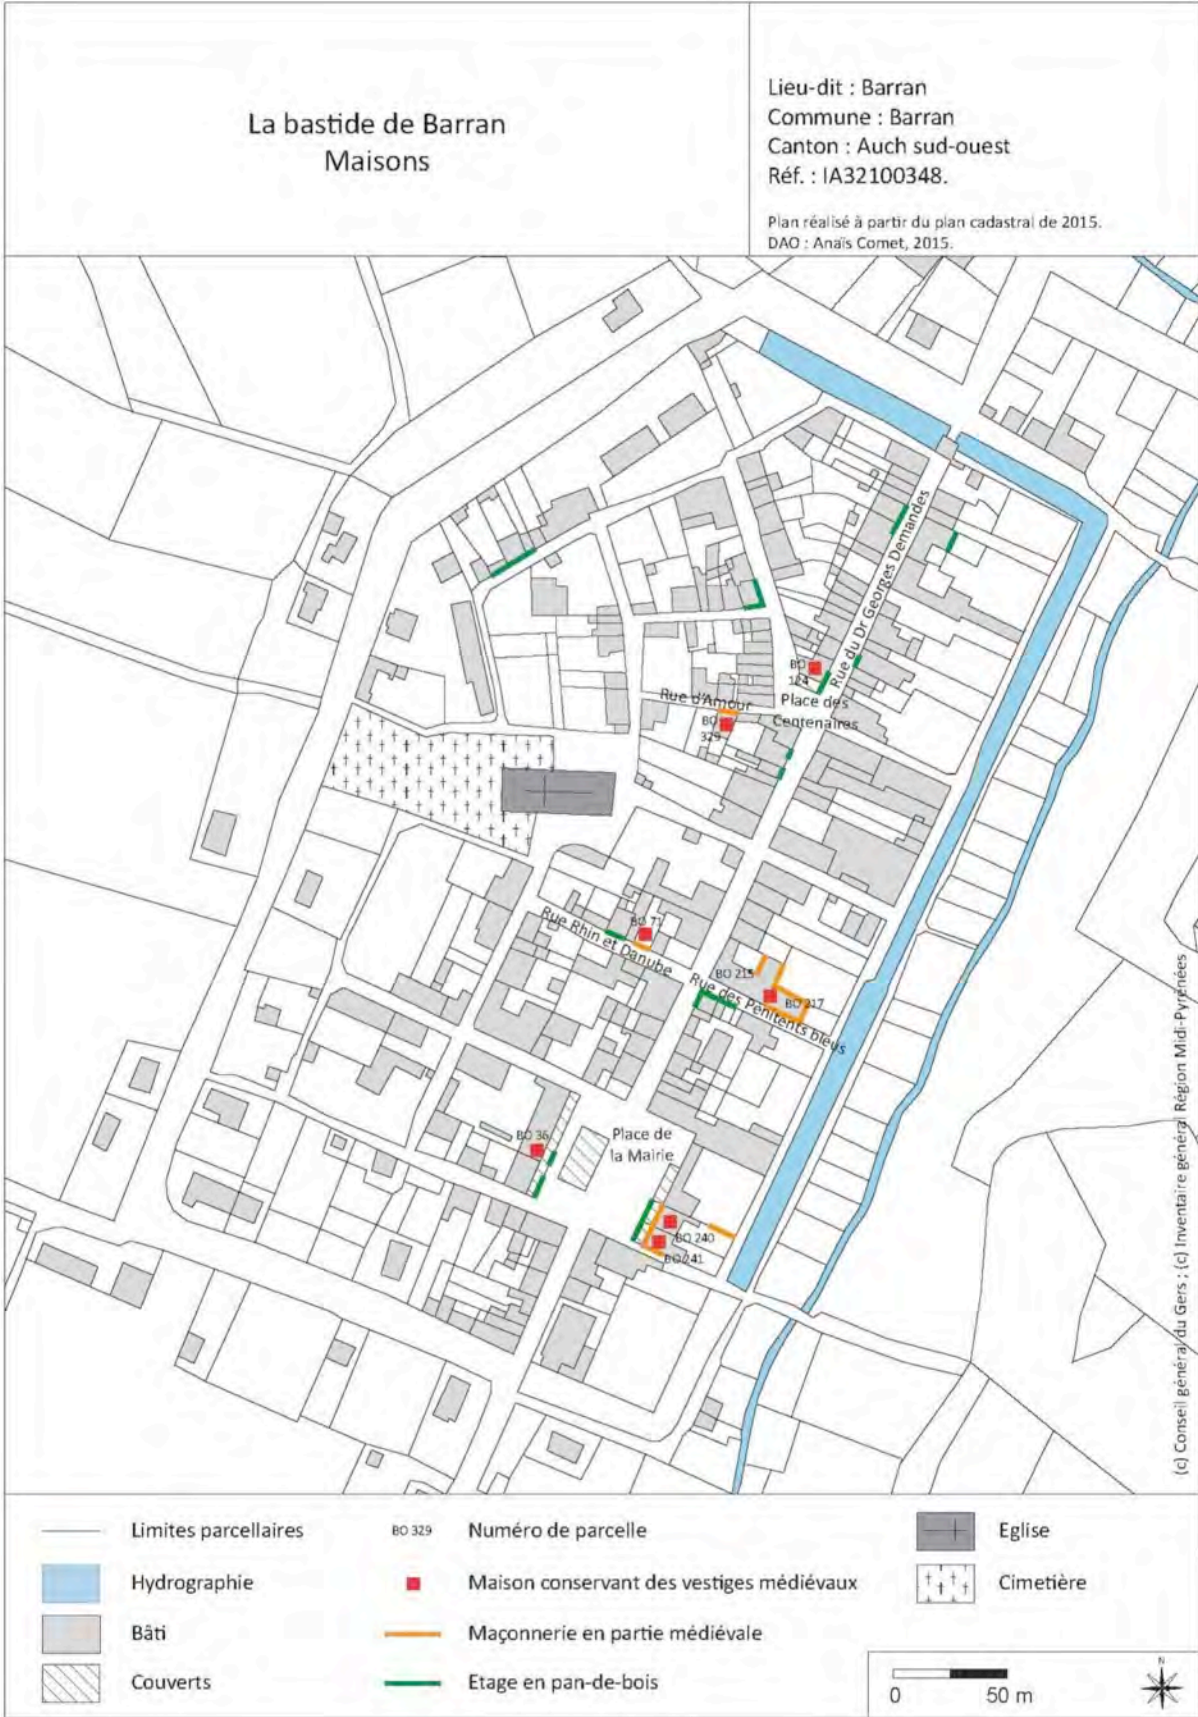 La bastide de Barran
Maisons
Lieu-dit : Barran
Commune : Barran
Canton : Auch sud-ouest
Réf. : IA32100348.
Plan réalisé à partir du plan cadastral de 2015.
DAO : Anaïs Comet, 2015.
Rue du Dr Georges Demandes
BO
124
Rue d'Amour
Place des
Centenaires
BO
329
BO 71
Rue Rhin et Danube
BO 215
Rue des Pénitents bleus
BO 217
BO 36
Place de
la Mairie
BO 240
BO 241
(c) Conseil général du Gers ; (c) Inventaire général Région Midi-Pyrénées
Limites parcellaires
Hydrographie
Bâti
Couverts
BO 329
Numéro de parcelle
Maison conservant des vestiges médiévaux
Maçonnerie en partie médiévale
Etage en pan-de-bois
Eglise
Cimetière
0
50 m
N